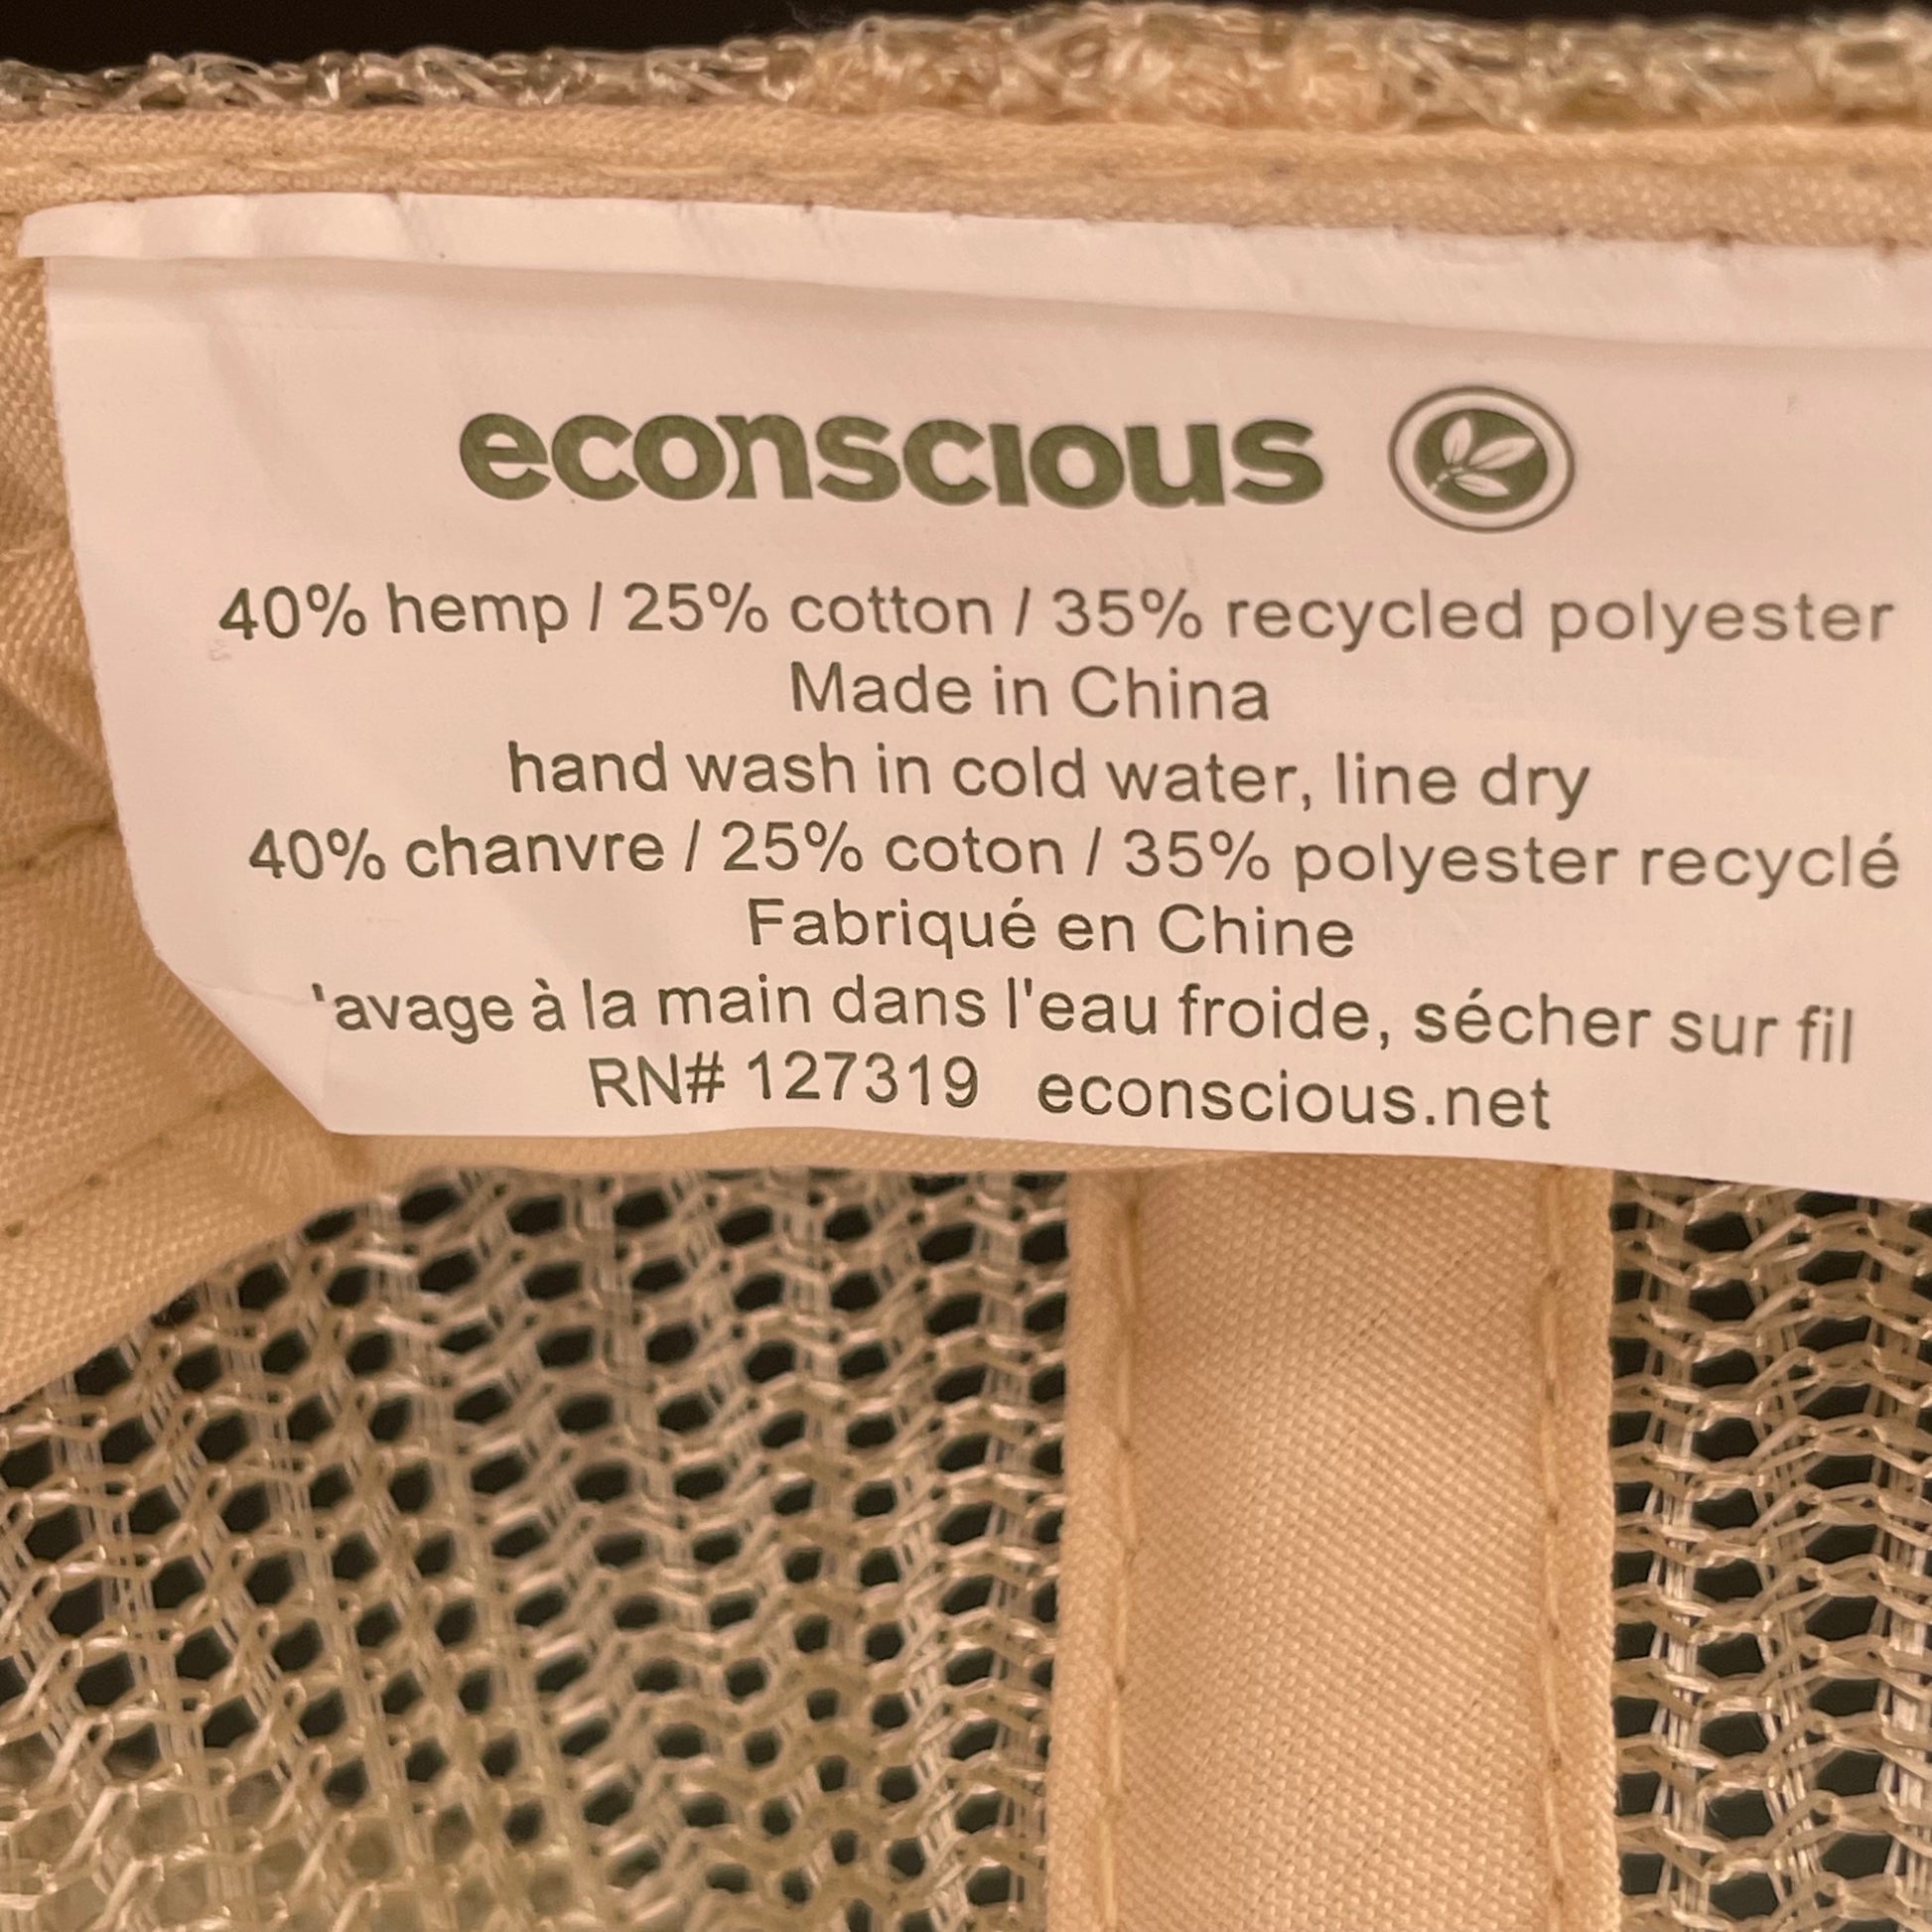 econscious
40% hemp / 25% cotton / 35% recycled polyester
Made in China
hand wash in cold water, line dry
40% chanvre / 25% coton / 35% polyester recyclé
Fabriqué en Chine
'avage à la main dans l'eau froide, sécher sur fil
RN# 127319 econscious.net